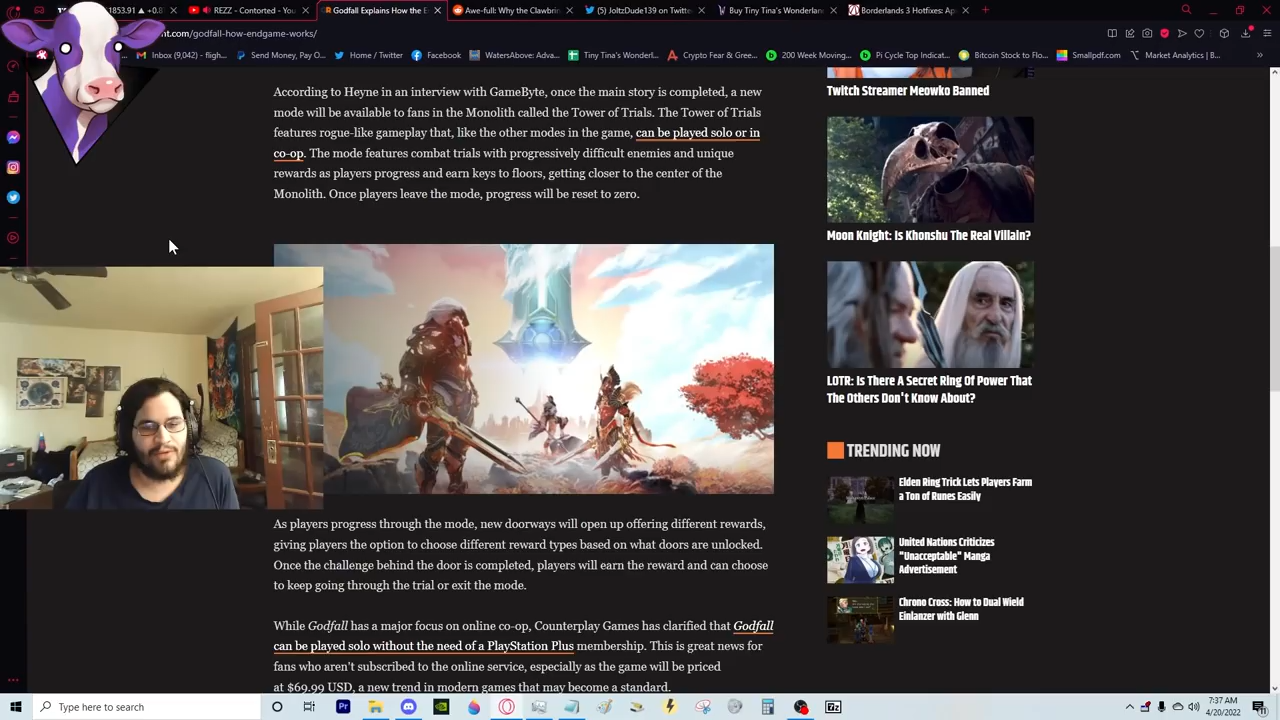 1853.91 ▲ +0.8
REZZ - Contorted - You
Godfall Explains How the E
Awe-full: Why the Clawbrin
(5) JoltzDude139 on Twitte
Buy Tiny Tina's Wonderlan
Borderlands 3 Hotfixes: Ap
nt.com/godfall-how-endgame-works/
Inbox (9,042) - fligh...
Send Money, Pay O...
Home / Twitter
Facebook
WatersAbove: Adva...
Tiny Tina's Wonderl...
Crypto Fear & Gree...
200 Week Moving...
Pi Cycle Top Indicat...
Bitcoin Stock to Flo...
Smallpdf.com
Market Analytics | B...
According to Heyne in an interview with GameByte, once the main story is completed, a new
mode will be available to fans in the Monolith called the Tower of Trials. The Tower of Trials
features rogue-like gameplay that, like the other modes in the game, can be played solo or in
co-op. The mode features combat trials with progressively difficult enemies and unique
rewards as players progress and earn keys to floors, getting closer to the center of the
Monolith. Once players leave the mode, progress will be reset to zero.
As players progress through the mode, new doorways will open up offering different rewards,
giving players the option to choose different reward types based on what doors are unlocked.
Once the challenge behind the door is completed, players will earn the reward and can choose
to keep going through the trial or exit the mode.
While Godfall has a major focus on online co-op, Counterplay Games has clarified that Godfall
can be played solo without the need of a PlayStation Plus membership. This is great news for
fans who aren't subscribed to the online service, especially as the game will be priced
at $69.99 USD, a new trend in modern games that may become a standard.
Twitch Streamer Meowko Banned
Moon Knight: Is Khonshu The Real Villain?
LOTR: Is There A Secret Ring Of Power That
The Others Don't Know About?
TRENDING NOW
Elden Ring Trick Lets Players Farm
a Ton of Runes Easily
United Nations Criticizes
"Unacceptable" Manga
Advertisement
Chrono Cross: How to Dual Wield
Einlanzer with Glenn
Type here to search
Pr
7z
7:37 AM
4/20/2022